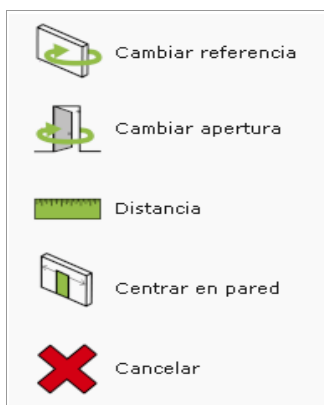 Cambiar referencia
Cambiar apertura
Distancia
Centrar en pared
Cancelar